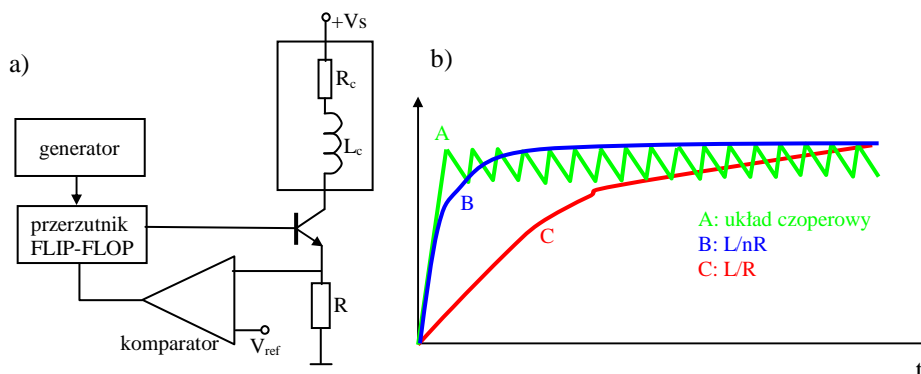 a)
+Vs
R_c
L_c
generator
przerzutnik
FLIP-FLOP
R
komparator
V_ref
b)
A
B
C
A: układ czoperowy
B: L/nR
C: L/R
t